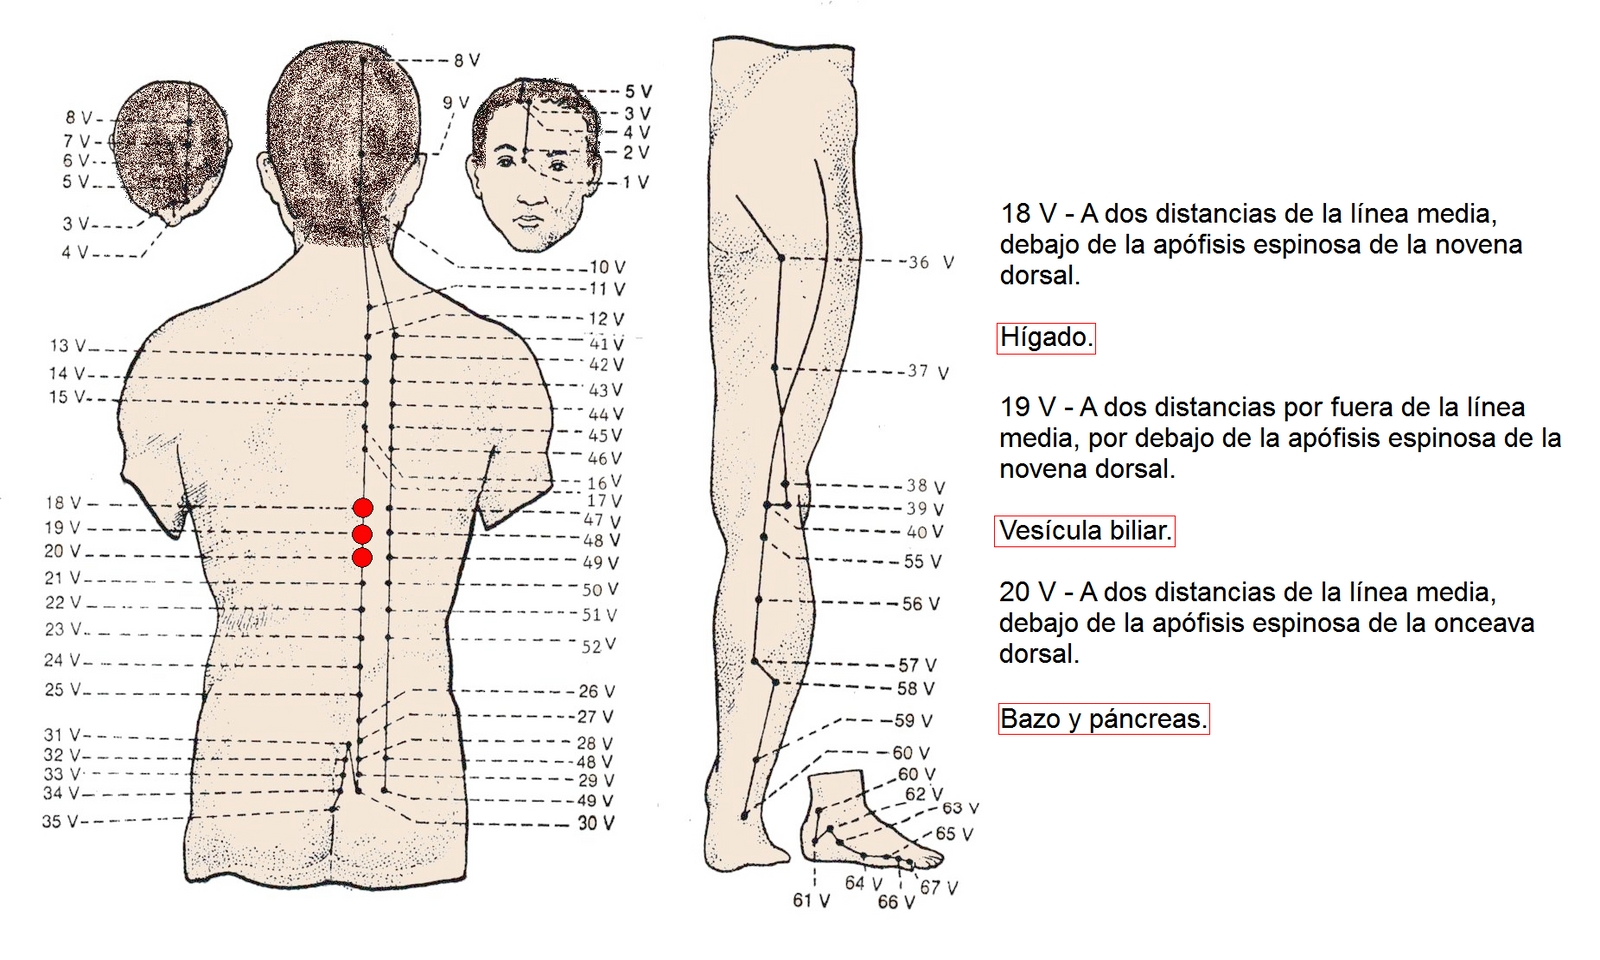 8 V
7 V
6 V
5 V
3 V
4 V
8 V
9 V
5 V
3 V
4 V
2 V
1 V
10 V
11 V
12 V
41 V
42 V
43 V
44 V
45 V
46 V
16 V
17 V
47 V
48 V
49 V
50 V
51 V
52 V
26 V
27 V
28 V
48 V
29 V
49 V
30 V
13 V
14 V
15 V
18 V
19 V
20 V
21 V
22 V
23 V
24 V
25 V
31 V
32 V
33 V
34 V
35 V
36 V
37 V
38 V
39 V
40 V
55 V
56 V
57 V
58 V
59 V
60 V
60 V
62 V
63 V
65 V
64 V
67 V
61 V
66 V
18 V - A dos distancias de la línea media,
debajo de la apófisis espinosa de la novena
dorsal.
Hígado.
19 V - A dos distancias por fuera de la línea
media, por debajo de la apófisis espinosa de la
novena dorsal.
Vesícula biliar.
20 V - A dos distancias de la línea media,
debajo de la apófisis espinosa de la onceava
dorsal.
Bazo y páncreas.